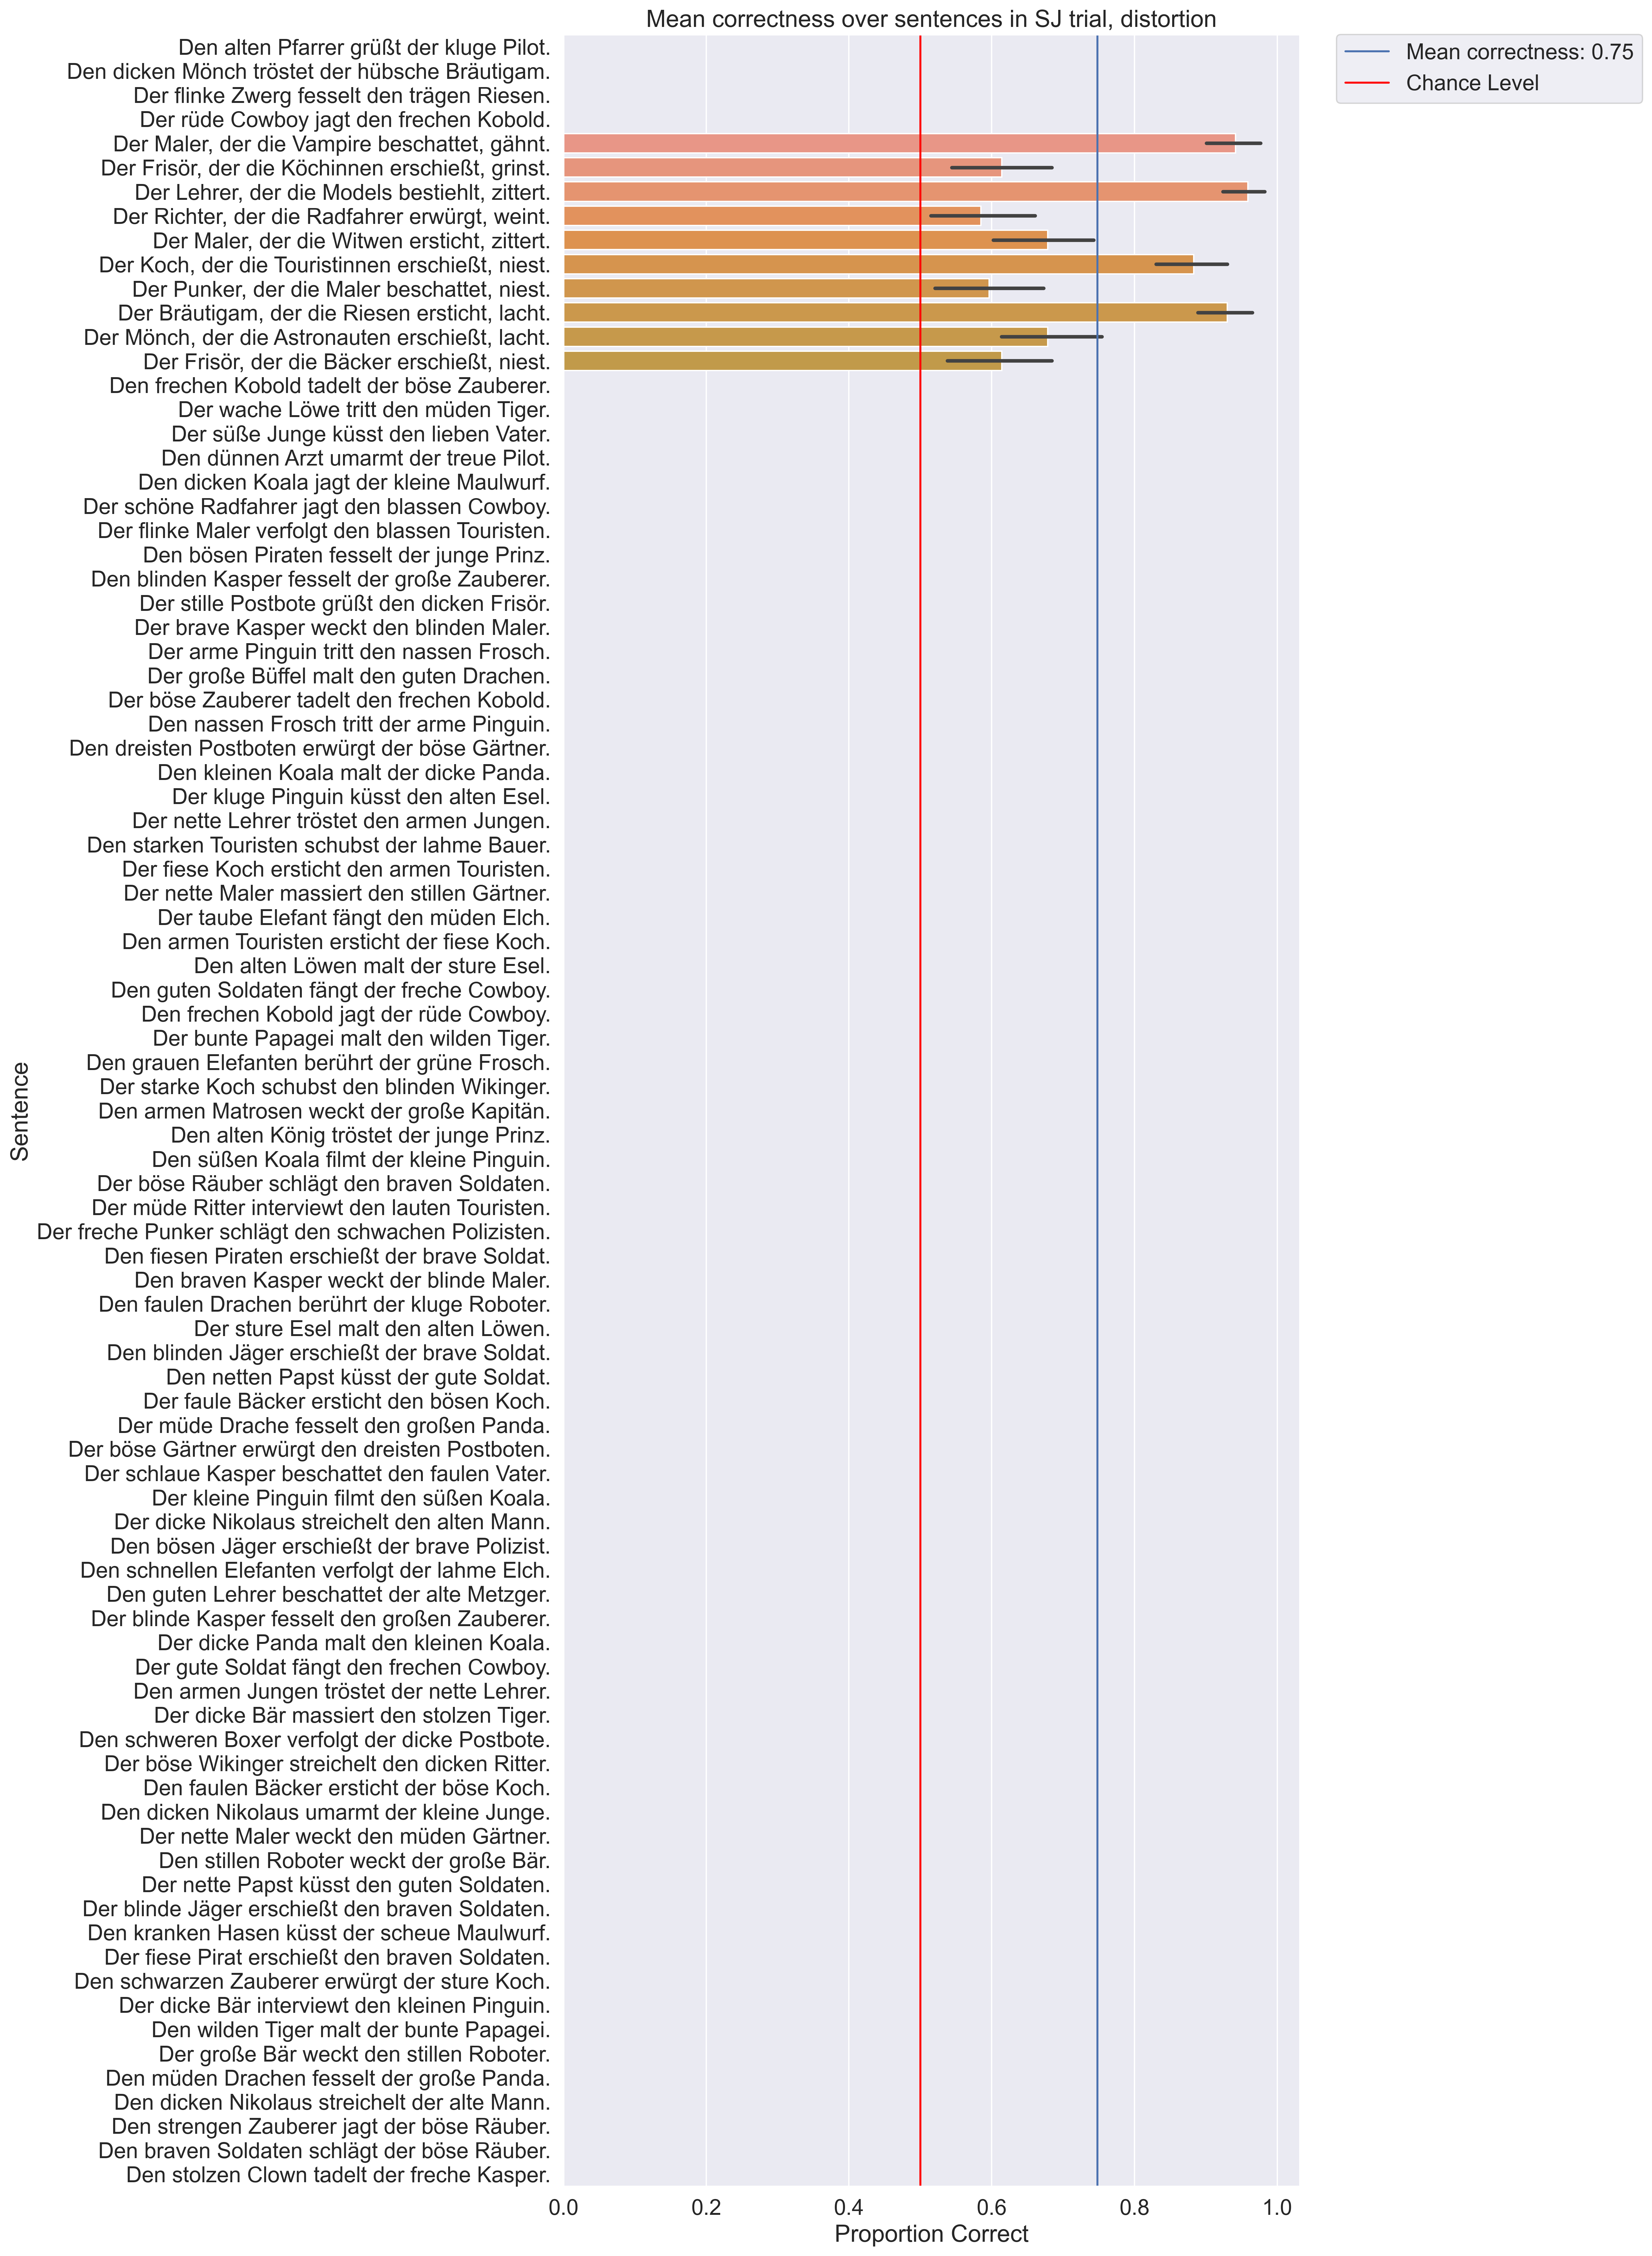 Mean correctness over sentences in SJ trial, distortion
Mean correctness: 0.75
Chance Level
Sentence
Den alten Pfarrer grüßt der kluge Pilot.
Den dicken Mönch tröstet der hübsche Bräutigam.
Der flinke Zwerg fesselt den trägen Riesen.
Der rüde Cowboy jagt den frechen Kobold.
Der Maler, der die Vampire beschattet, gähnt.
Der Frisör, der die Köchinnen erschießt, grinst.
Der Lehrer, der die Models bestiehlt, zittert.
Der Richter, der die Radfahrer erwürgt, weint.
Der Maler, der die Witwen ersticht, zittert.
Der Koch, der die Touristinnen erschießt, niest.
Der Punker, der die Maler beschattet, niest.
Der Bräutigam, der die Riesen ersticht, lacht.
Der Mönch, der die Astronauten erschießt, lacht.
Der Frisör, der die Bäcker erschießt, niest.
Den frechen Kobold tadelt der böse Zauberer.
Der wache Löwe tritt den müden Tiger.
Der süße Junge küsst den lieben Vater.
Den dünnen Arzt umarmt der treue Pilot.
Den dicken Koala jagt der kleine Maulwurf.
Der schöne Radfahrer jagt den blassen Cowboy.
Der flinke Maler verfolgt den blassen Touristen.
Den bösen Piraten fesselt der junge Prinz.
Den blinden Kasper fesselt der große Zauberer.
Der stille Postbote grüßt den dicken Frisör.
Der brave Kasper weckt den blinden Maler.
Der arme Pinguin tritt den nassen Frosch.
Der große Büffel malt den guten Drachen.
Der böse Zauberer tadelt den frechen Kobold.
Den nassen Frosch tritt der arme Pinguin.
Den dreisten Postboten erwürgt der böse Gärtner.
Den kleinen Koala malt der dicke Panda.
Der kluge Pinguin küsst den alten Esel.
Der nette Lehrer tröstet den armen Jungen.
Den starken Touristen schubst der lahme Bauer.
Der fiese Koch ersticht den armen Touristen.
Der nette Maler massiert den stillen Gärtner.
Der taube Elefant fängt den müden Elch.
Den armen Touristen ersticht der fiese Koch.
Den alten Löwen malt der sture Esel.
Den guten Soldaten fängt der freche Cowboy.
Den frechen Kobold jagt der rüde Cowboy.
Der bunte Papagei malt den wilden Tiger.
Den grauen Elefanten berührt der grüne Frosch.
Der starke Koch schubst den blinden Wikinger.
Den armen Matrosen weckt der große Kapitän.
Den alten König tröstet der junge Prinz.
Den süßen Koala filmt der kleine Pinguin.
Der böse Räuber schlägt den braven Soldaten.
Der müde Ritter interviewt den lauten Touristen.
Der freche Punker schlägt den schwachen Polizisten.
Den fiesen Piraten erschießt der brave Soldat.
Den braven Kasper weckt der blinde Maler.
Den faulen Drachen berührt der kluge Roboter.
Der sture Esel malt den alten Löwen.
Den blinden Jäger erschießt der brave Soldat.
Den netten Papst küsst der gute Soldat.
Der faule Bäcker ersticht den bösen Koch.
Der müde Drache fesselt den großen Panda.
Der böse Gärtner erwürgt den dreisten Postboten.
Der schlaue Kasper beschattet den faulen Vater.
Der kleine Pinguin filmt den süßen Koala.
Der dicke Nikolaus streichelt den alten Mann.
Den bösen Jäger erschießt der brave Polizist.
Den schnellen Elefanten verfolgt der lahme Elch.
Den guten Lehrer beschattet der alte Metzger.
Der blinde Kasper fesselt den großen Zauberer.
Der dicke Panda malt den kleinen Koala.
Der gute Soldat fängt den frechen Cowboy.
Den armen Jungen tröstet der nette Lehrer.
Der dicke Bär massiert den stolzen Tiger.
Den schweren Boxer verfolgt der dicke Postbote.
Der böse Wikinger streichelt den dicken Ritter.
Den faulen Bäcker ersticht der böse Koch.
Den dicken Nikolaus umarmt der kleine Junge.
Der nette Maler weckt den müden Gärtner.
Den stillen Roboter weckt der große Bär.
Der nette Papst küsst den guten Soldaten.
Der blinde Jäger erschießt den braven Soldaten.
Den kranken Hasen küsst der scheue Maulwurf.
Der fiese Pirat erschießt den braven Soldaten.
Den schwarzen Zauberer erwürgt der sture Koch.
Der dicke Bär interviewt den kleinen Pinguin.
Den wilden Tiger malt der bunte Papagei.
Der große Bär weckt den stillen Roboter.
Den müden Drachen fesselt der große Panda.
Den dicken Nikolaus streichelt der alte Mann.
Den strengen Zauberer jagt der böse Räuber.
Den braven Soldaten schlägt der böse Räuber.
Den stolzen Clown tadelt der freche Kasper.
0.0 0.2 0.4 0.6 0.8 1.0
Proportion Correct